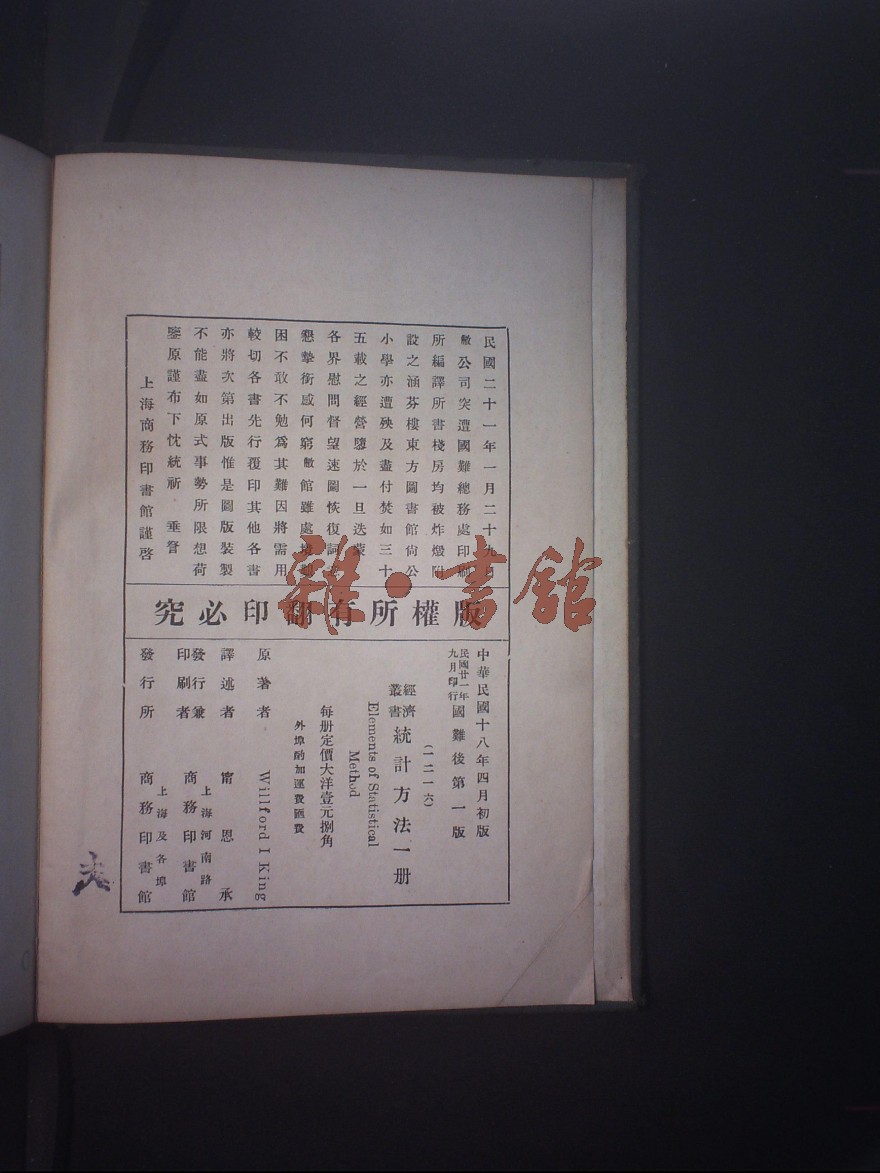 民國二十一年一月二十九日
敝公司突遭國難總務處印刷
所編譯所書棧房均被炸燬附
設之涵芬樓東方圖書館尙公
小學亦遭殃及盡付焚如三十
五載之經營隳於一旦迭蒙
各界慰問督望速圖恢復詞意
懇摯銜感何窮敝館雖處境
困不敢不勉爲其難因將需用
較切各書先行覆印其他各書
亦將次第出版惟是圖版裝製
不能盡如原式事勢所限想荷
鑒原謹布下忱統祈 垂詧
上海商務印書館謹啓
版權所有翻印必究
中華民國十八年四月初版
民國廿一年九月印行國難後第一版
(一二一六)
經濟叢書統計方法一册
Elements of Statistical
Method
每册定價大洋壹元捌角
外埠酌加運費匯費
原著者 Willford I King
譯述者 甯恩承
發行兼印刷者 上海河南路 商務印書館
發行所 上海及各埠 商務印書館
雜·書館